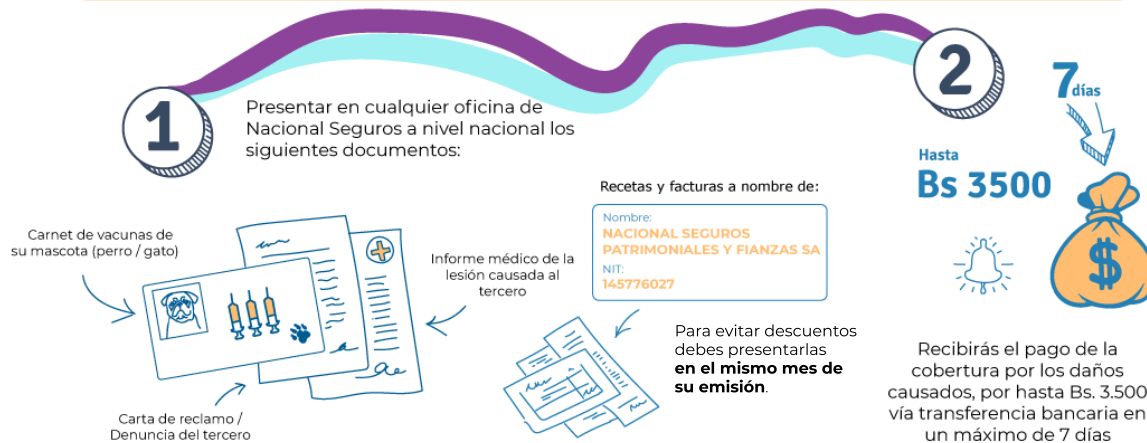 1
Presentar en cualquier oficina de
Nacional Seguros a nivel nacional los
siguientes documentos:
Carnet de vacunas de
su mascota (perro / gato)
Informe médico de la
lesión causada al
tercero
Carta de reclamo /
Denuncia del tercero
Recetas y facturas a nombre de:
Nombre:
NACIONAL SEGUROS
PATRIMONIALES Y FIANZAS SA
NIT:
145776027
Para evitar descuentos
debes presentarlas
en el mismo mes de
su emisión.
2
7 días
Hasta
Bs 3500
$
Recibirás el pago de la
cobertura por los daños
causados, por hasta Bs. 3.500
vía transferencia bancaria en
un máximo de 7 días